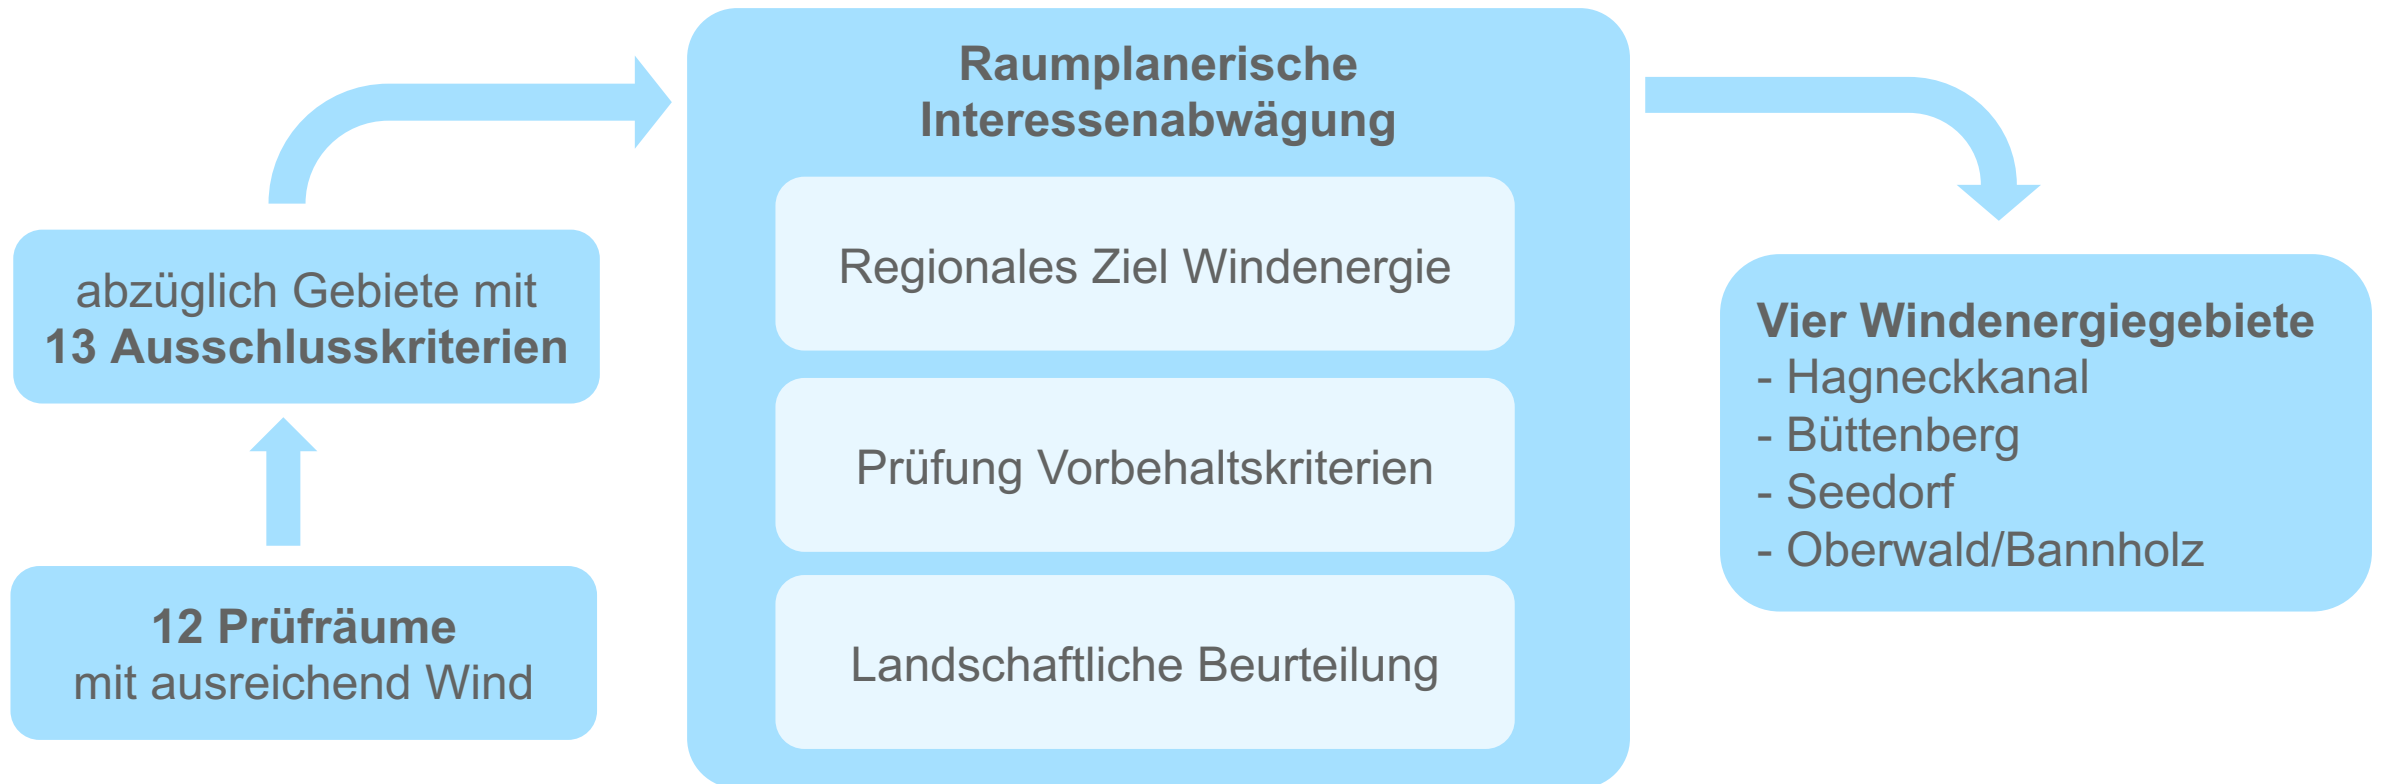 12 Prüfräume
mit ausreichend Wind
abzüglich Gebiete mit
13 Ausschlusskriterien
Raumplanerische
Interessenabwägung
Regionales Ziel Windenergie
Prüfung Vorbehaltskriterien
Landschaftliche Beurteilung
Vier Windenergiegebiete
- Hagneckkanal
- Büttenberg
- Seedorf
- Oberwald/Bannholz